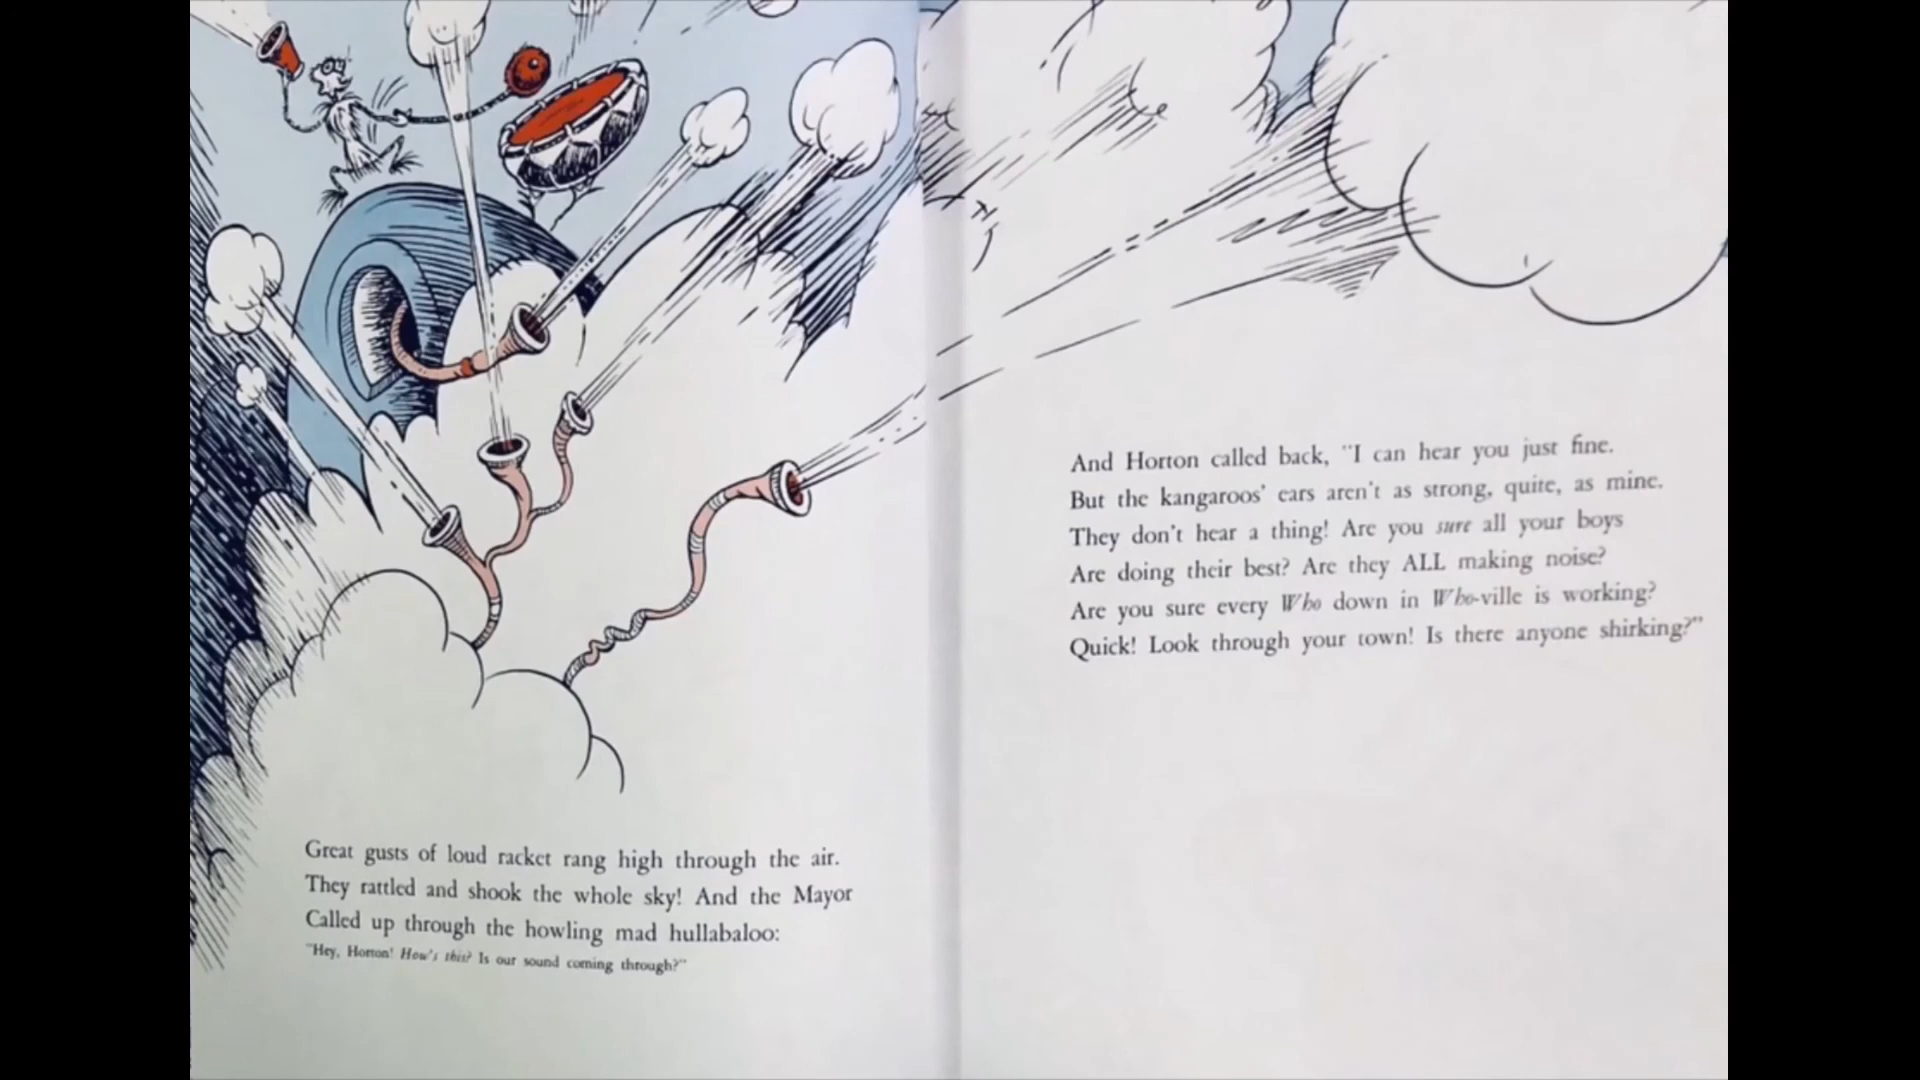 Great gusts of loud racket rang high through the air.
They rattled and shook the whole sky! And the Mayor
Called up through the howling mad hullabaloo:
"Hey, Horton! How's this? Is our sound coming through?"
And Horton called back, "I can hear you just fine.
But the kangaroos' ears aren't as strong, quite, as mine.
They don't hear a thing! Are you sure all your boys
Are doing their best? Are they ALL making noise?
Are you sure every Who down in Who-ville is working?
Quick! Look through your town! Is there anyone shirking?"